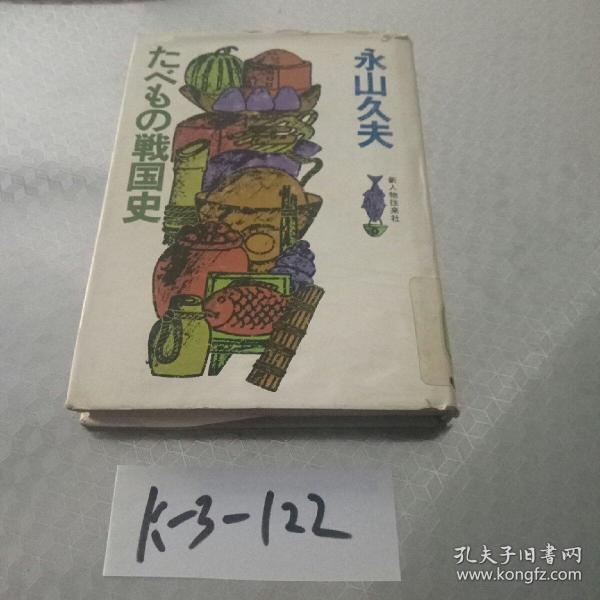 永山久夫
たべもの戦国史
新人物往来社
K-3-122
孔夫子旧書网
www.kongfz.com